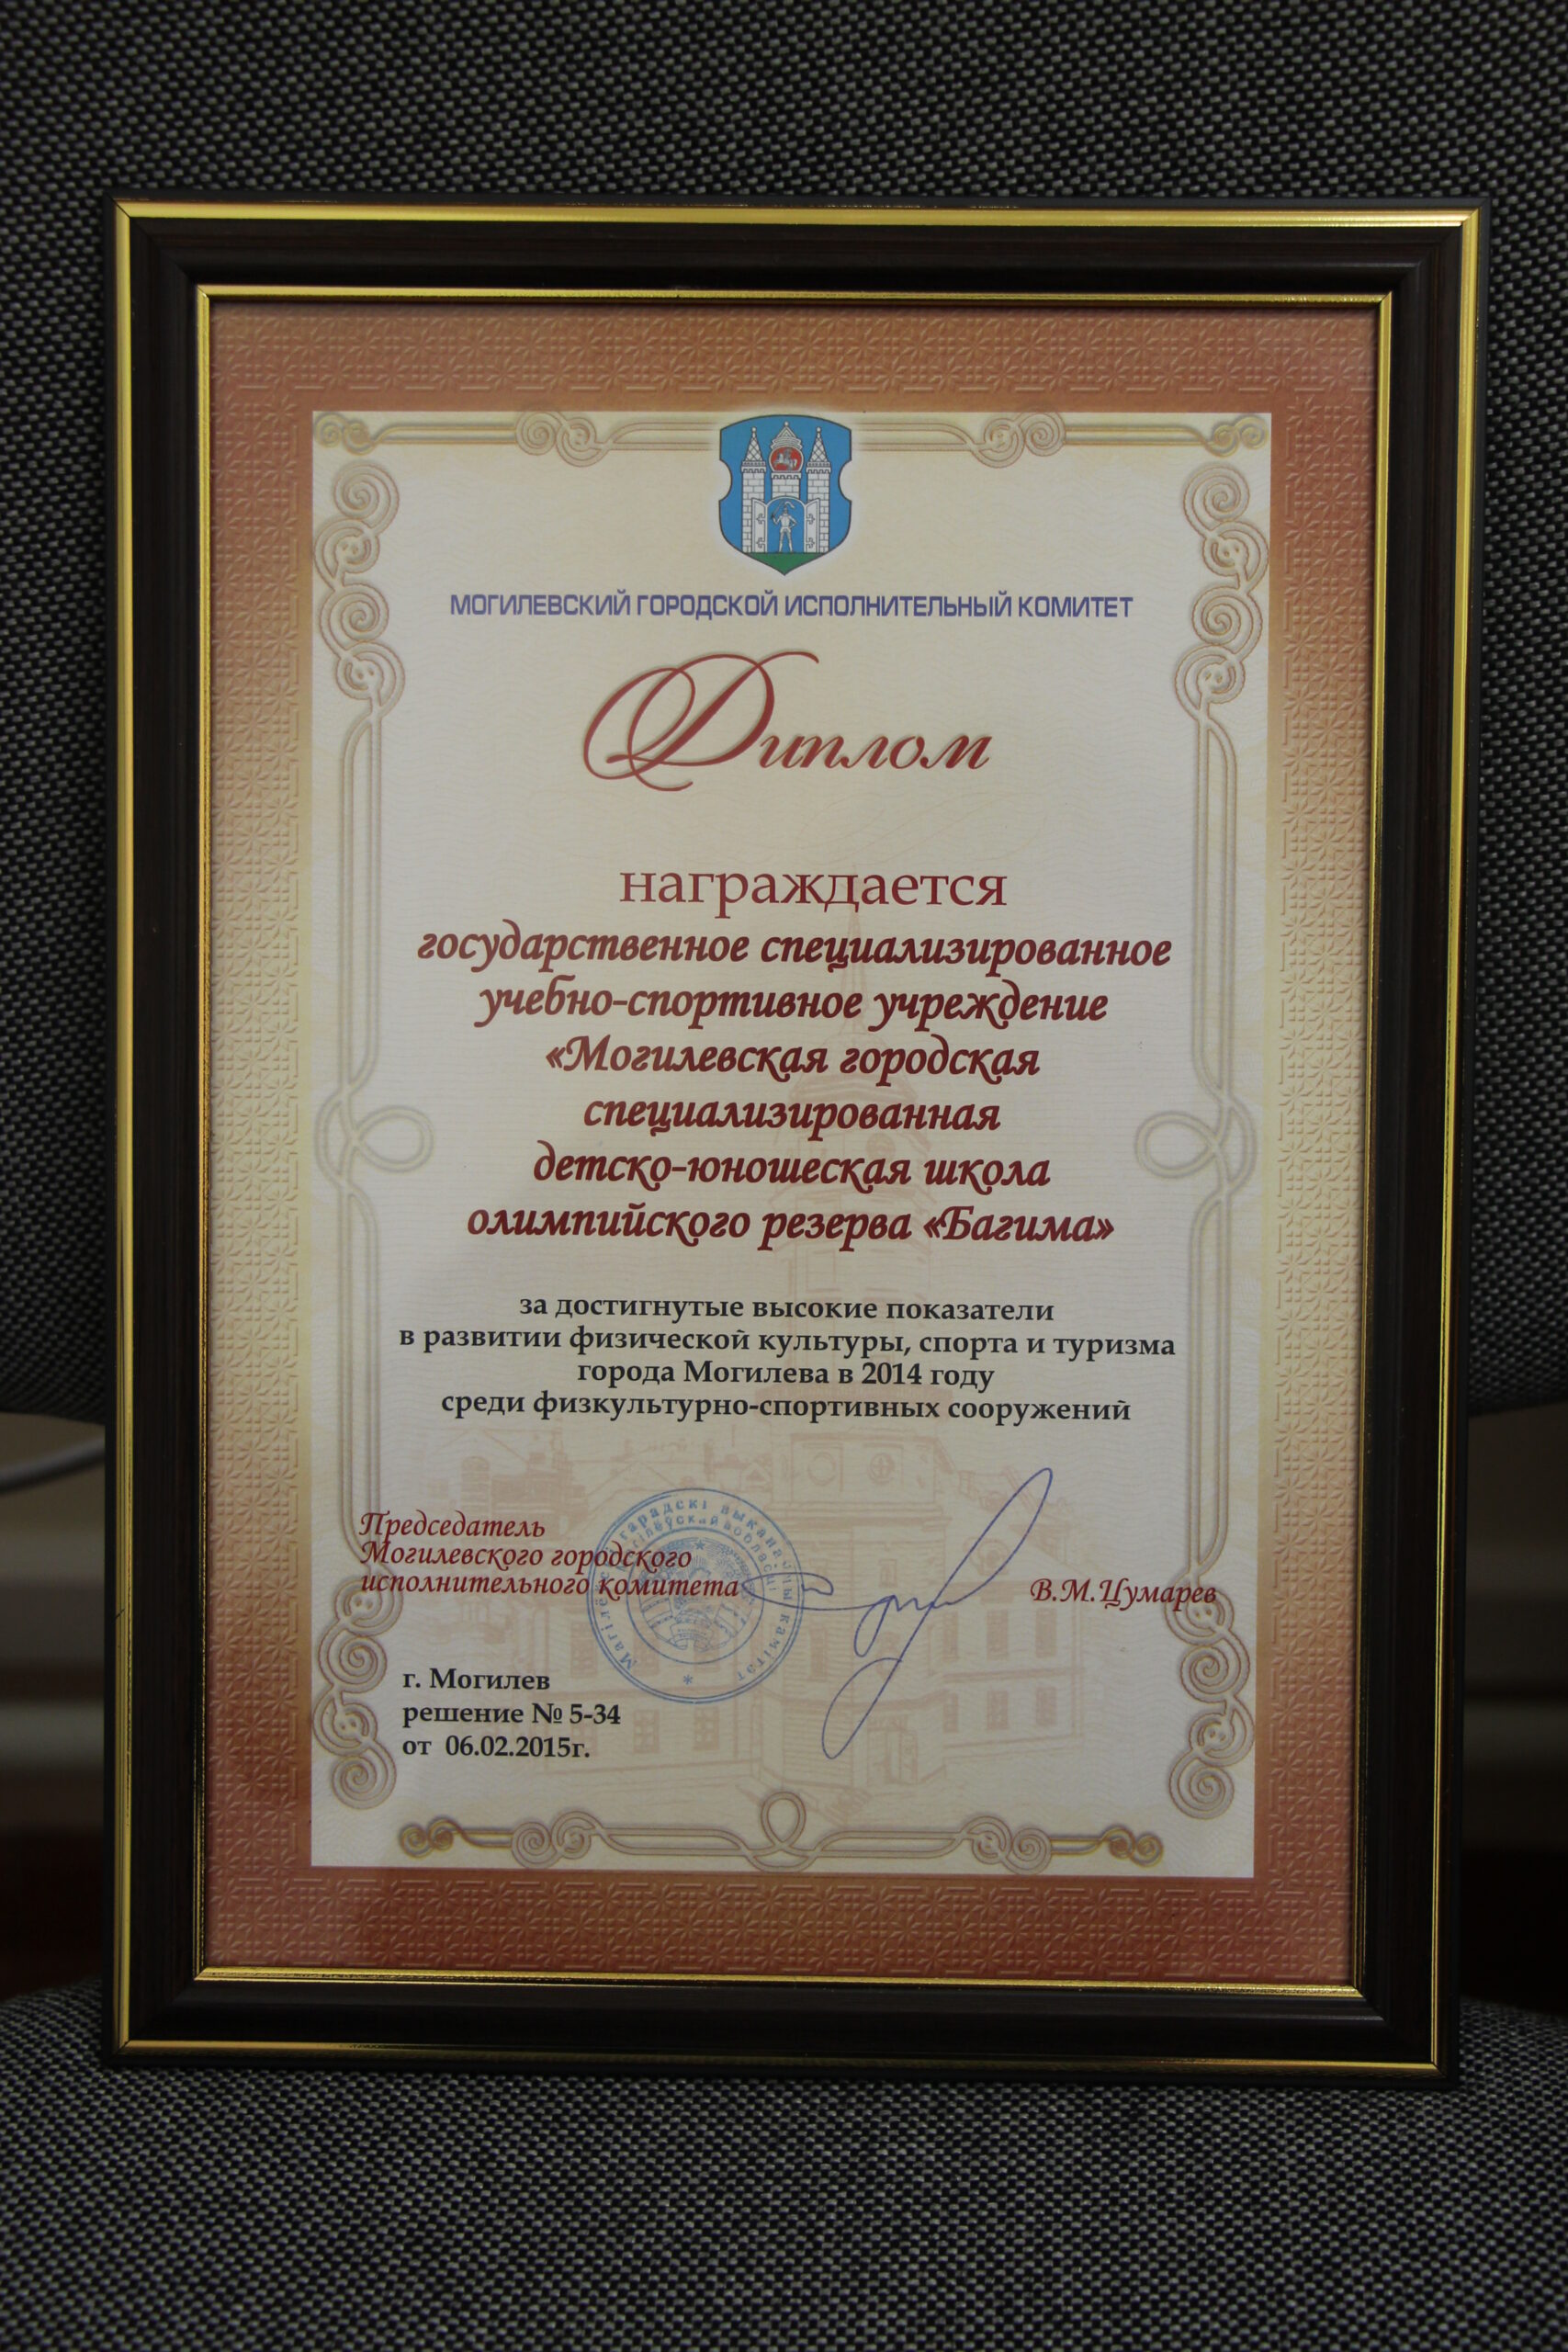 МОГИЛЕВСКИЙ ГОРОДСКОЙ ИСПОЛНИТЕЛЬНЫЙ КОМИТЕТ
Диплом
награждается
государственное специализированное
учебно-спортивное учреждение
«Могилевская городская
специализированная
детско-юношеская школа
олимпийского резерва «Багима»
за достигнутые высокие показатели
в развитии физической культуры, спорта и туризма
города Могилева в 2014 году
среди физкультурно-спортивных сооружений
Председатель
Могилевского городского
исполнительного комитета
В.М.Цумарев
г. Могилев
решение № 5-34
от 06.02.2015г.